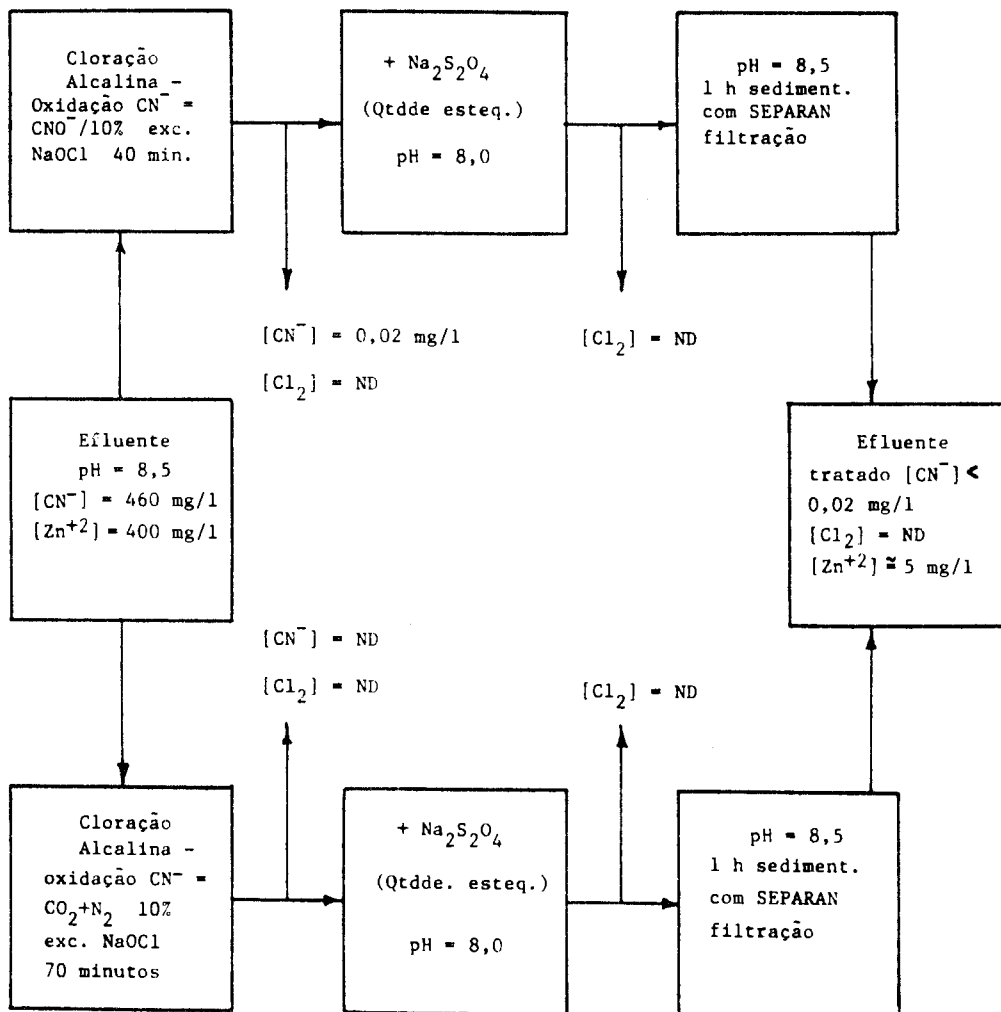 Cloração
Alcalina -
Oxidação CN⁻ =
CNO⁻/10% exc.
NaOCl 40 min.
+ Na₂S₂O₄
(Qtdde esteq.)
pH = 8,0
pH = 8,5
1 h sediment.
com SEPARAN
filtração
[CN⁻] = 0,02 mg/l
[Cl₂] = ND
[Cl₂] = ND
Efluente
pH = 8,5
[CN⁻] = 460 mg/l
[Zn⁺²] = 400 mg/l
Efluente
tratado [CN⁻] <
0,02 mg/l
[Cl₂] = ND
[Zn⁺²] ≅ 5 mg/l
[CN⁻] = ND
[Cl₂] = ND
[Cl₂] = ND
Cloração
Alcalina -
oxidação CN⁻ =
CO₂+N₂ 10%
exc. NaOCl
70 minutos
+ Na₂S₂O₄
(Qtdde. esteq.)
pH = 8,0
pH = 8,5
1 h sediment.
com SEPARAN
filtração